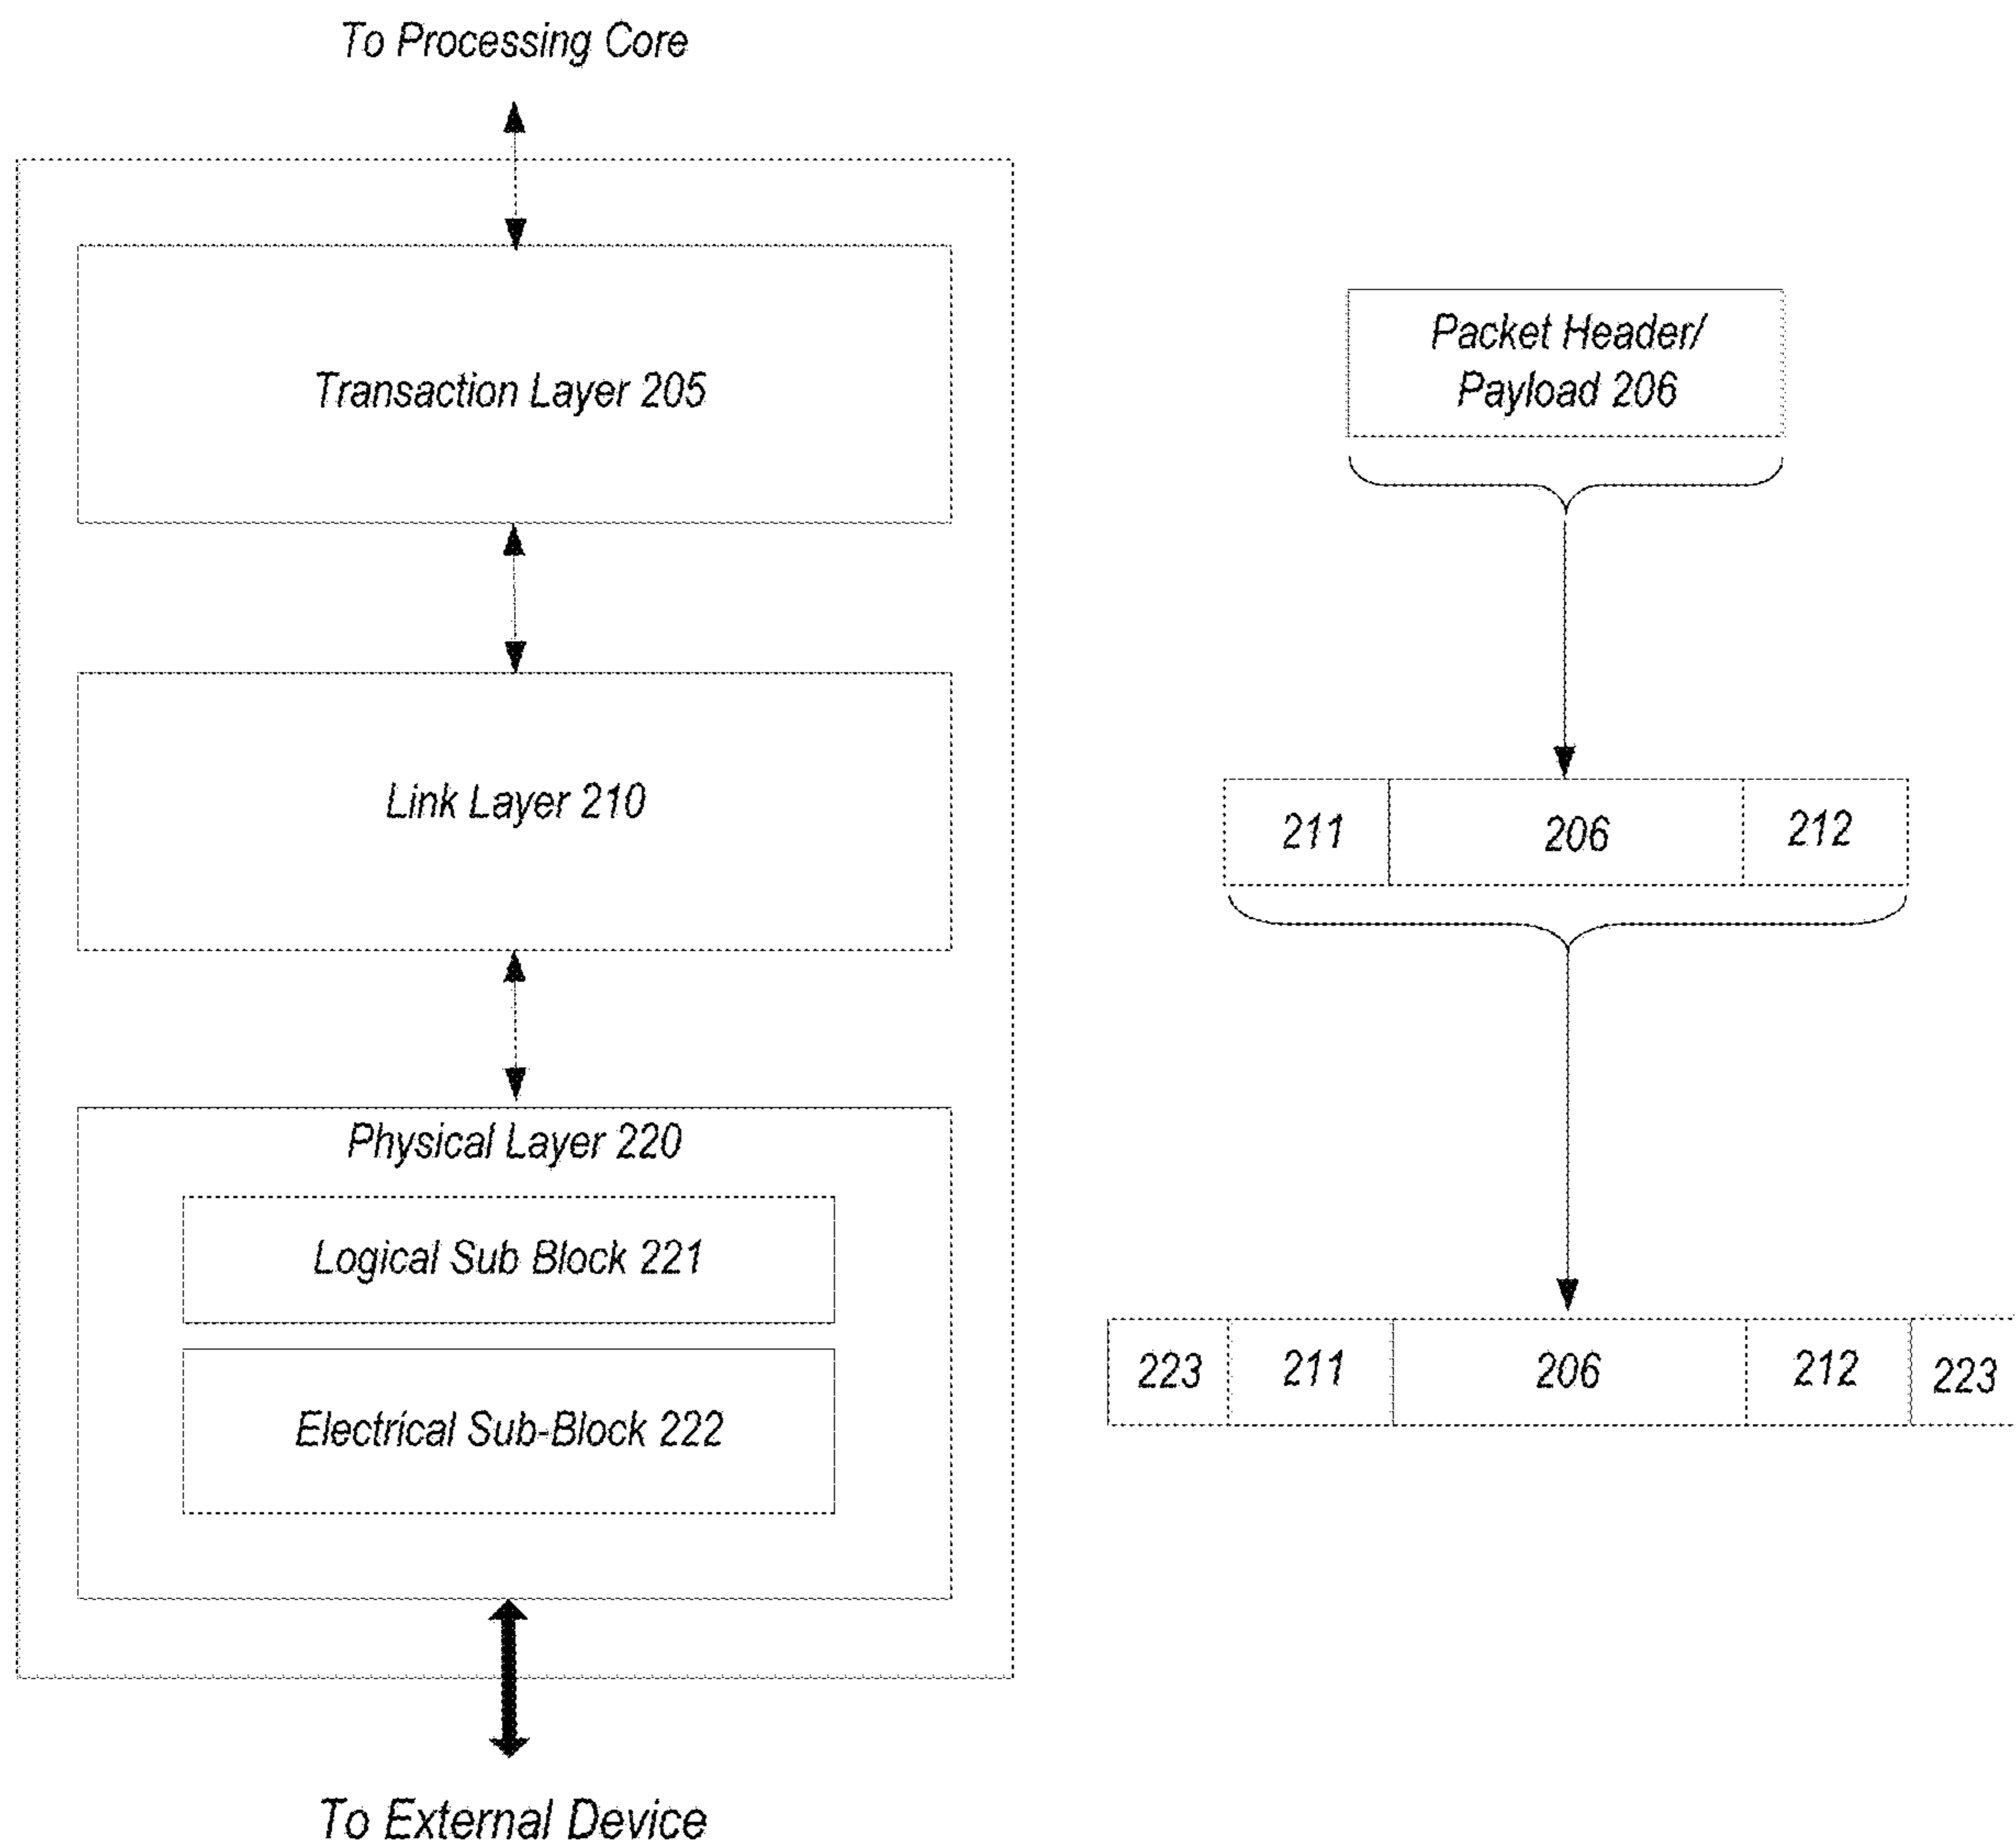 To Processing Core
Transaction Layer 205
Link Layer 210
Physical Layer 220
Logical Sub Block 221
Electrical Sub-Block 222
To External Device
Packet Header/
Payload 206
211 206 212
223 211 206 212 223